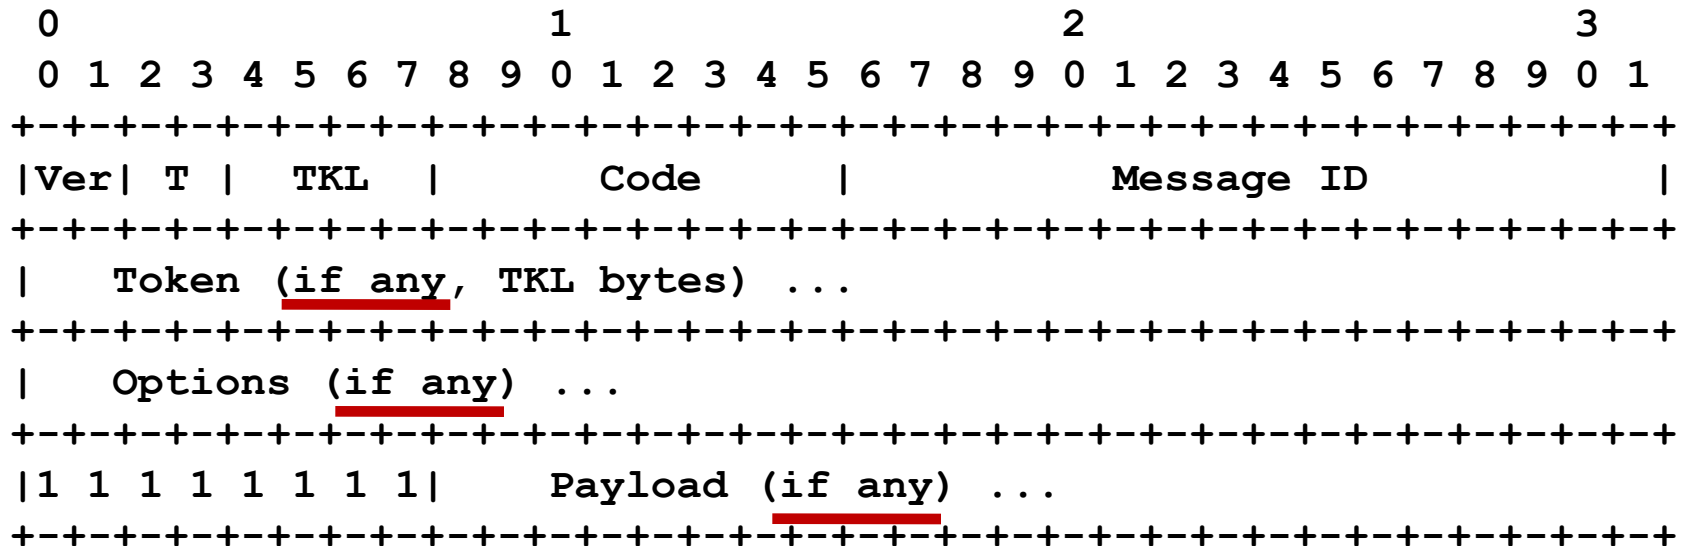 0                   1                   2                   3
 0 1 2 3 4 5 6 7 8 9 0 1 2 3 4 5 6 7 8 9 0 1 2 3 4 5 6 7 8 9 0 1
+-+-+-+-+-+-+-+-+-+-+-+-+-+-+-+-+-+-+-+-+-+-+-+-+-+-+-+-+-+-+-+-+
|Ver| T |  TKL  |      Code     |          Message ID           |
+-+-+-+-+-+-+-+-+-+-+-+-+-+-+-+-+-+-+-+-+-+-+-+-+-+-+-+-+-+-+-+-+
|   Token (if any, TKL bytes) ...
+-+-+-+-+-+-+-+-+-+-+-+-+-+-+-+-+-+-+-+-+-+-+-+-+-+-+-+-+-+-+-+-+
|   Options (if any) ...
+-+-+-+-+-+-+-+-+-+-+-+-+-+-+-+-+-+-+-+-+-+-+-+-+-+-+-+-+-+-+-+-+
|1 1 1 1 1 1 1 1|    Payload (if any) ...
+-+-+-+-+-+-+-+-+-+-+-+-+-+-+-+-+-+-+-+-+-+-+-+-+-+-+-+-+-+-+-+-+